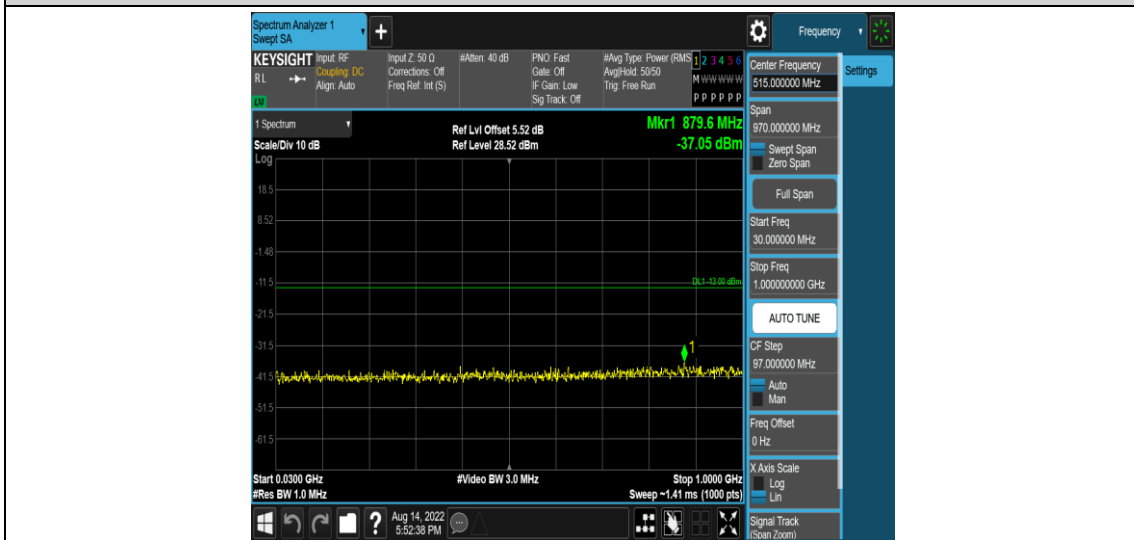 Spectrum Analyzer 1
Swept SA
+
Frequency
KEYSIGHT
RL
LXI
Input: RF
Coupling: DC
Align: Auto
Input Z: 50 Ω
Corrections: Off
Freq Ref: Int (S)
#Atten: 40 dB
PNO: Fast
Gate: Off
IF Gain: Low
Sig Track: Off
#Avg Type: Power (RMS
Avg|Hold: 50/50
Trig: Free Run
1 2 3 4 5 6
M W W W W W
P P P P P P
1 Spectrum
Scale/Div 10 dB
Ref Lvl Offset 5.52 dB
Ref Level 28.52 dBm
Mkr1 879.6 MHz
-37.05 dBm
Log
18.5
8.52
-1.48
-11.5
DL1 -13.00 dBm
-21.5
-31.5
1
-41.5
-51.5
-61.5
Start 0.0300 GHz
#Res BW 1.0 MHz
#Video BW 3.0 MHz
Stop 1.0000 GHz
Sweep ~1.41 ms (1000 pts)
?
Aug 14, 2022
5:52:38 PM
Center Frequency
515.000000 MHz
Settings
Span
970.000000 MHz
Swept Span
Zero Span
Full Span
Start Freq
30.000000 MHz
Stop Freq
1.000000000 GHz
AUTO TUNE
CF Step
97.000000 MHz
Auto
Man
Freq Offset
0 Hz
X Axis Scale
Log
Lin
Signal Track
(Span Zoom)